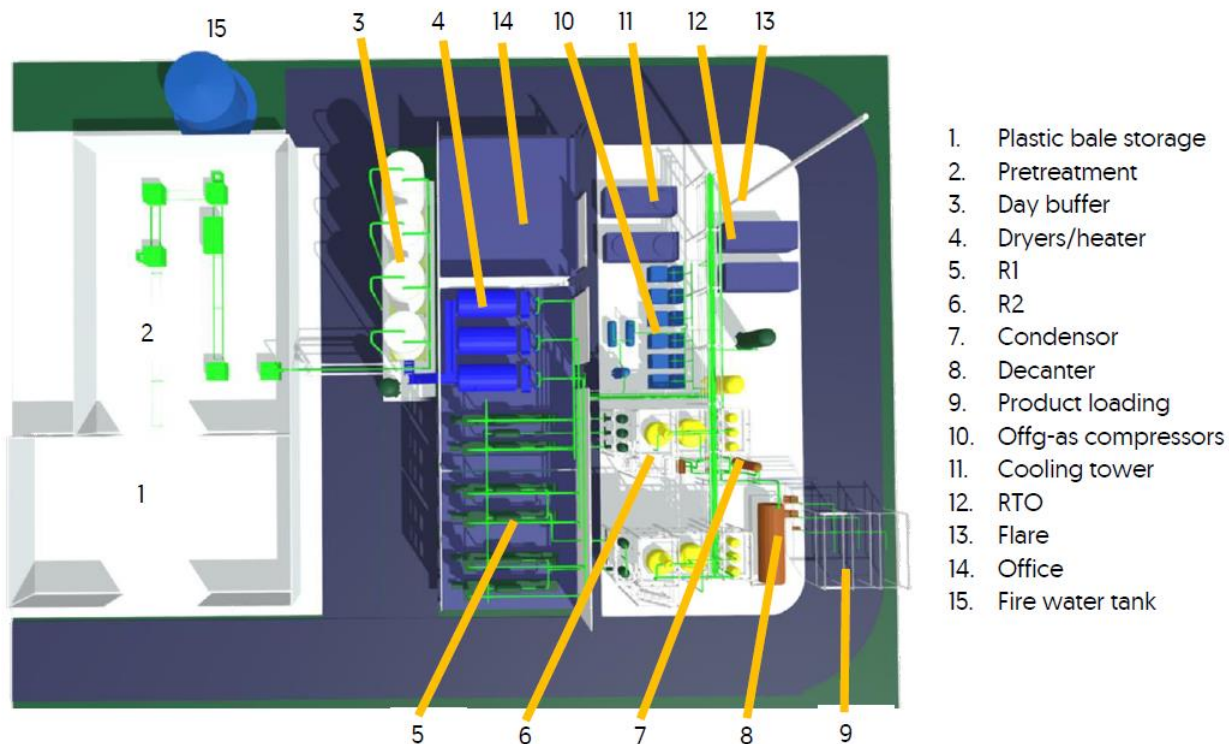 15
3
4
14
10
11
12
13
2
1
5
6
7
8
9
1. Plastic bale storage
2. Pretreatment
3. Day buffer
4. Dryers/heater
5. R1
6. R2
7. Condensor
8. Decanter
9. Product loading
10. Offg-as compressors
11. Cooling tower
12. RTO
13. Flare
14. Office
15. Fire water tank